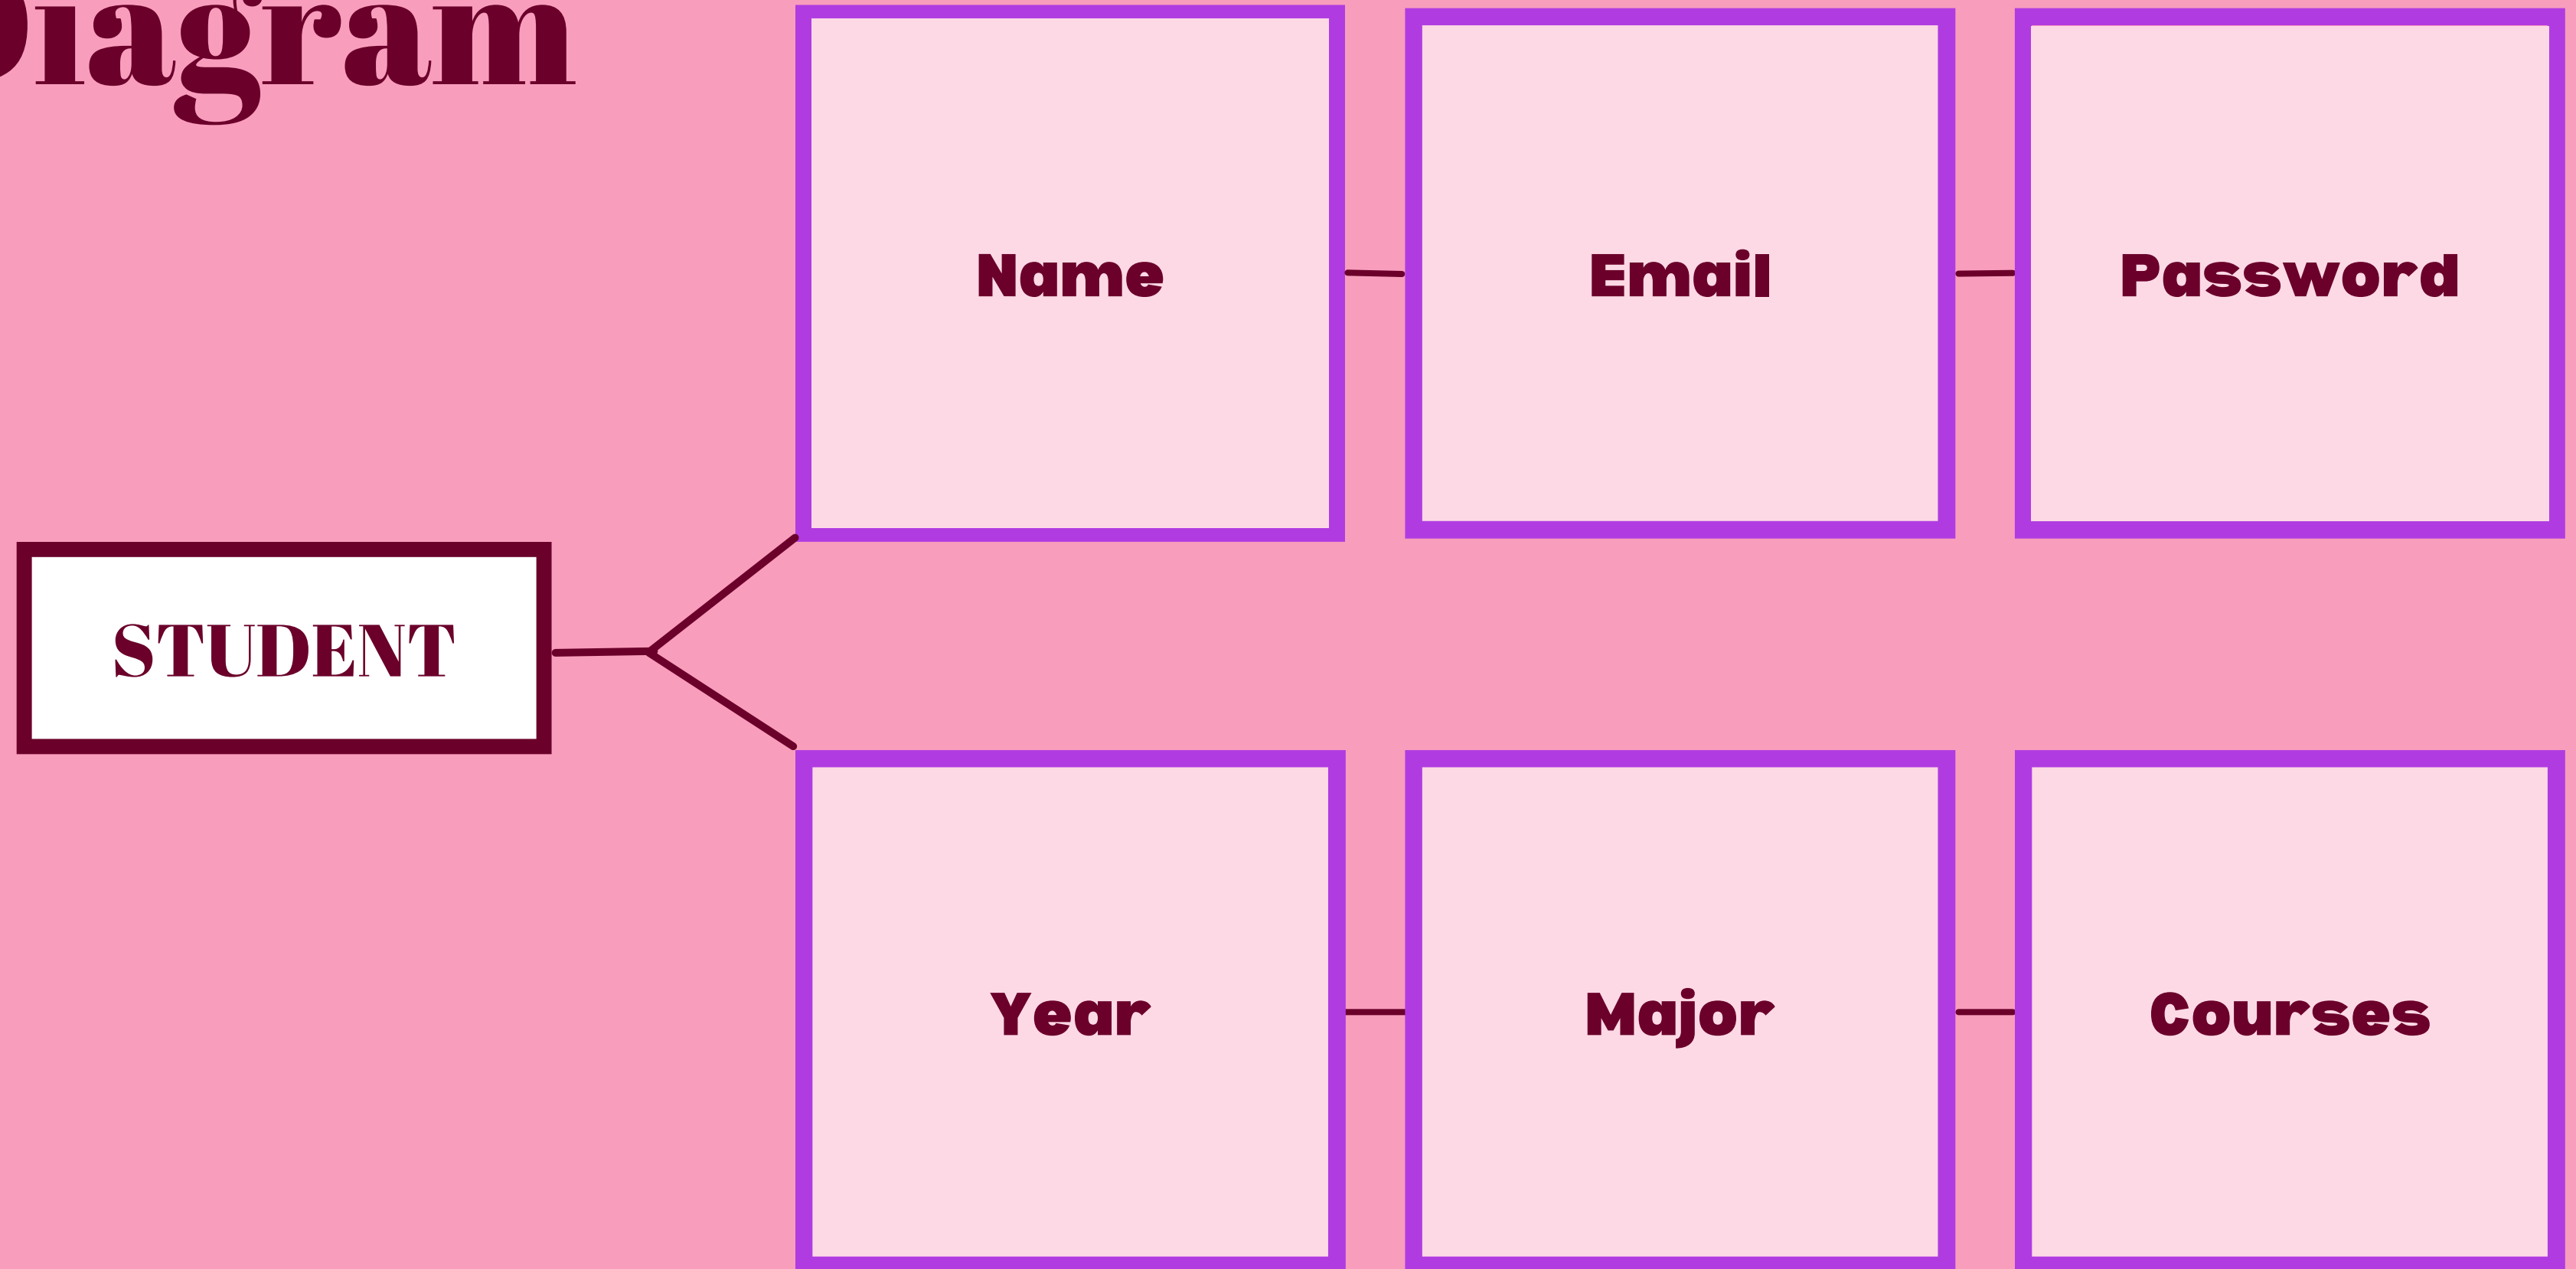 Diagram
Name
Email
Password
STUDENT
Year
Major
Courses